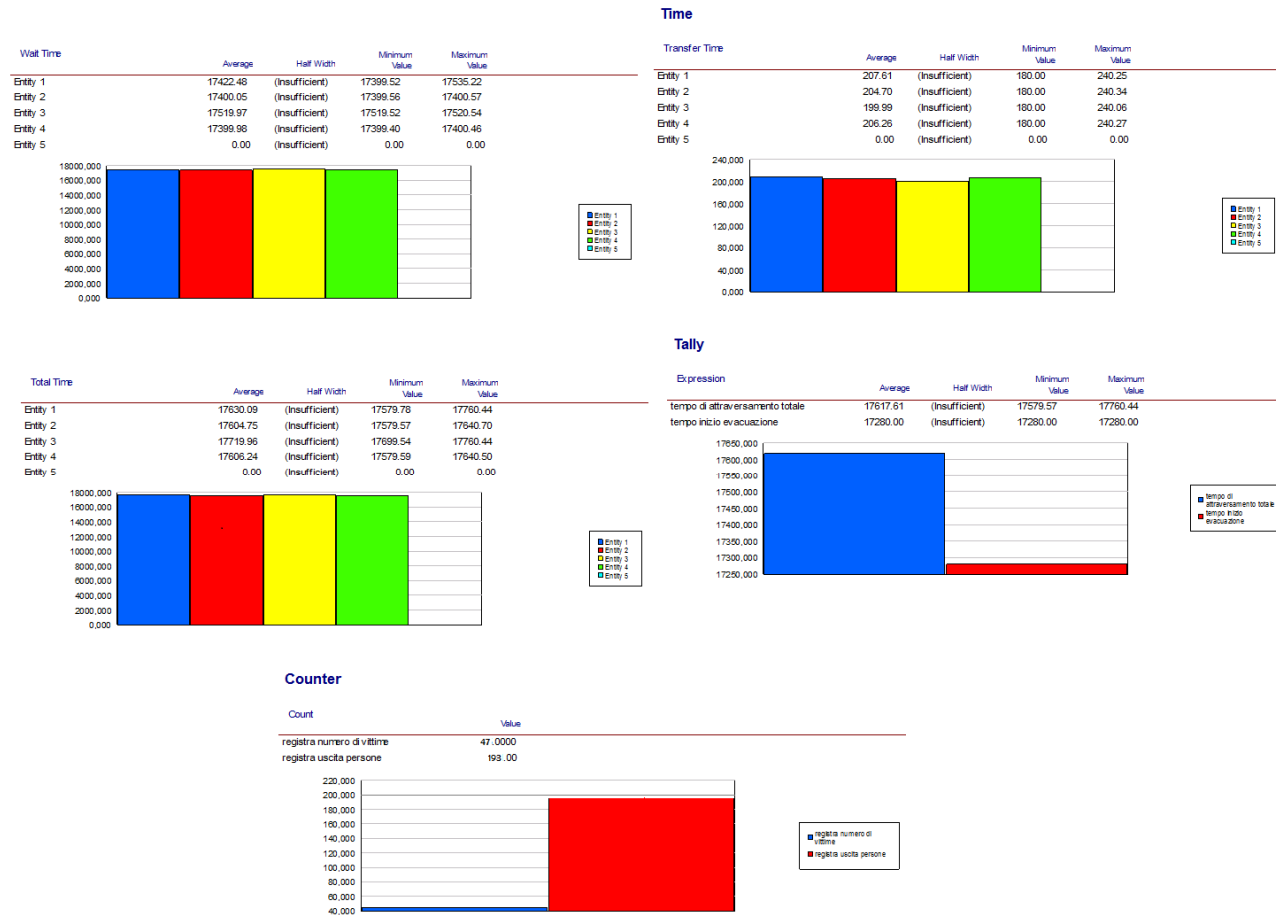 Time
Wait Time
Average Half Width Minimum Value Maximum Value
Entity 1 17422.48 (Insufficient) 17399.52 17535.22
Entity 2 17400.05 (Insufficient) 17399.56 17400.57
Entity 3 17519.97 (Insufficient) 17519.52 17520.54
Entity 4 17399.98 (Insufficient) 17399.40 17400.46
Entity 5 0.00 (Insufficient) 0.00 0.00
18000,000
16000,000
14000,000
12000,000
10000,000
8000,000
6000,000
4000,000
2000,000
0,000
Entity 1
Entity 2
Entity 3
Entity 4
Entity 5
Transfer Time
Average Half Width Minimum Value Maximum Value
Entity 1 207.61 (Insufficient) 180.00 240.25
Entity 2 204.70 (Insufficient) 180.00 240.34
Entity 3 199.99 (Insufficient) 180.00 240.06
Entity 4 206.26 (Insufficient) 180.00 240.27
Entity 5 0.00 (Insufficient) 0.00 0.00
240,000
200,000
160,000
120,000
80,000
40,000
0,000
Entity 1
Entity 2
Entity 3
Entity 4
Entity 5
Total Time
Average Half Width Minimum Value Maximum Value
Entity 1 17630.09 (Insufficient) 17579.78 17760.44
Entity 2 17604.75 (Insufficient) 17579.57 17640.70
Entity 3 17719.96 (Insufficient) 17699.54 17760.44
Entity 4 17606.24 (Insufficient) 17579.59 17640.50
Entity 5 0.00 (Insufficient) 0.00 0.00
18000,000
16000,000
14000,000
12000,000
10000,000
8000,000
6000,000
4000,000
2000,000
0,000
Entity 1
Entity 2
Entity 3
Entity 4
Entity 5
Tally
Expression
Average Half Width Minimum Value Maximum Value
tempo di attraversamento totale 17617.61 (Insufficient) 17579.57 17760.44
tempo inizio evacuazione 17280.00 (Insufficient) 17280.00 17280.00
17650,000
17600,000
17550,000
17500,000
17450,000
17400,000
17350,000
17300,000
17250,000
tempo di
attraversamento totale
tempo inizio
evacuazione
Counter
Count
Value
registra numero di vittime 47.0000
registra uscita persone 193.00
220,000
200,000
180,000
160,000
140,000
120,000
100,000
80,000
60,000
40,000
registra numero di
vittime
registra uscita persone